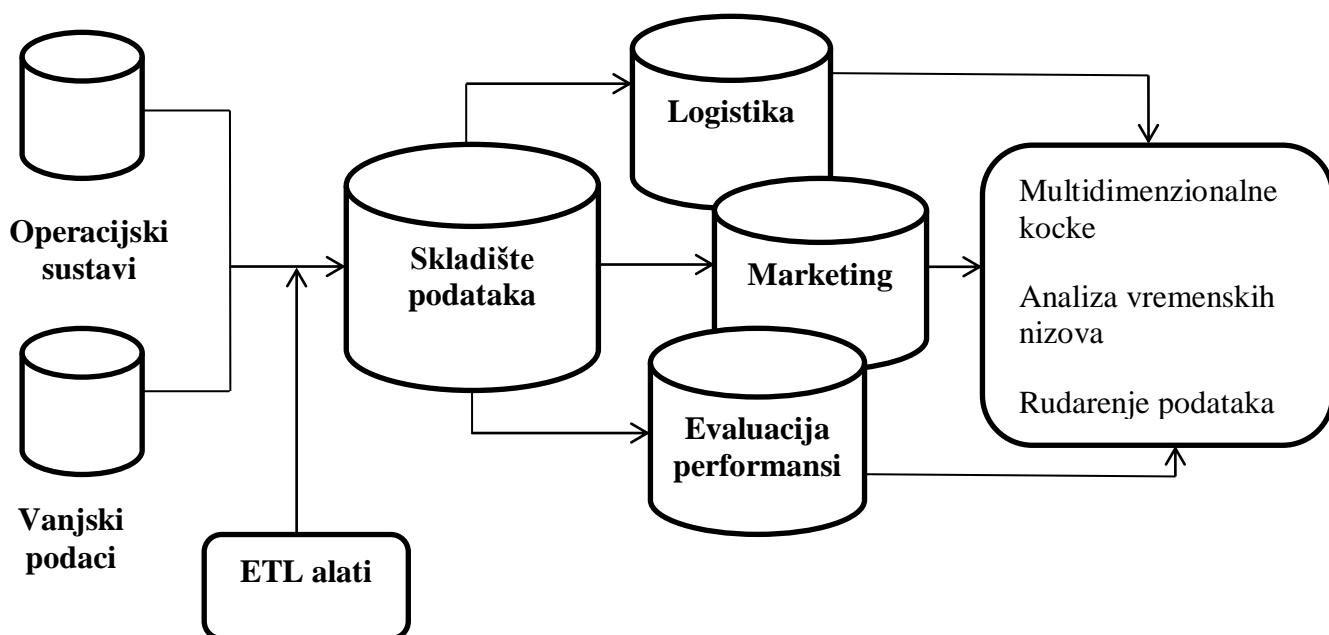 Operacijski
sustavi
Vanjski
podaci
ETL alati
Skladište
podataka
Logistika
Marketing
Evaluacija
performansi
Multidimenzionalne
kocke
Analiza vremenskih
nizova
Rudarenje podataka